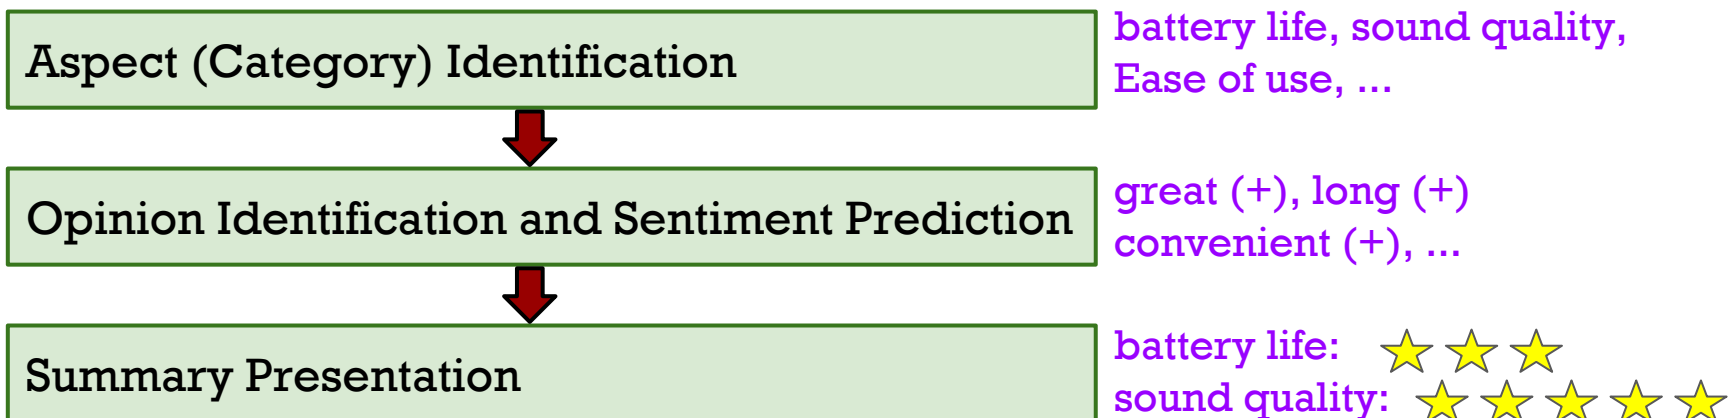 Aspect (Category) Identification
battery life, sound quality,
Ease of use, ...
Opinion Identification and Sentiment Prediction
great (+), long (+)
convenient (+), ...
Summary Presentation
battery life:
sound quality: